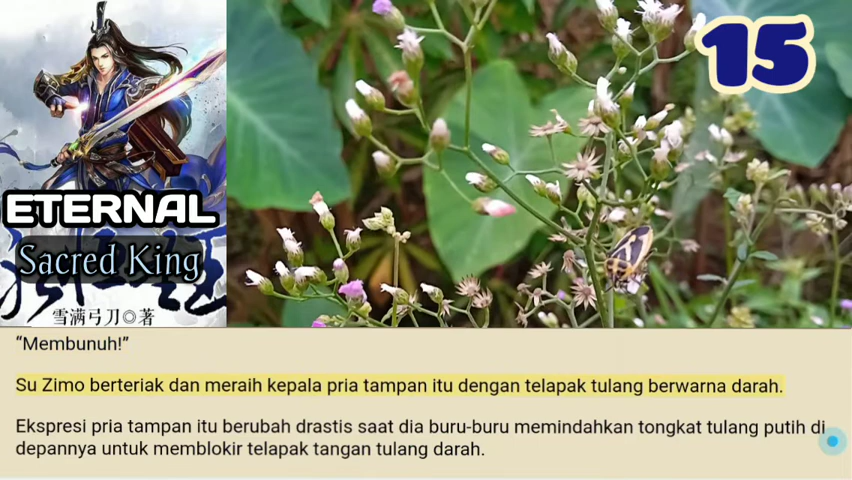 15
ETERNAL
Sacred King
雪满弓刀◎著
“Membunuh!”
Su Zimo berteriak dan meraih kepala pria tampan itu dengan telapak tulang berwarna darah.
Ekspresi pria tampan itu berubah drastis saat dia buru-buru memindahkan tongkat tulang putih di
depannya untuk memblokir telapak tangan tulang darah.